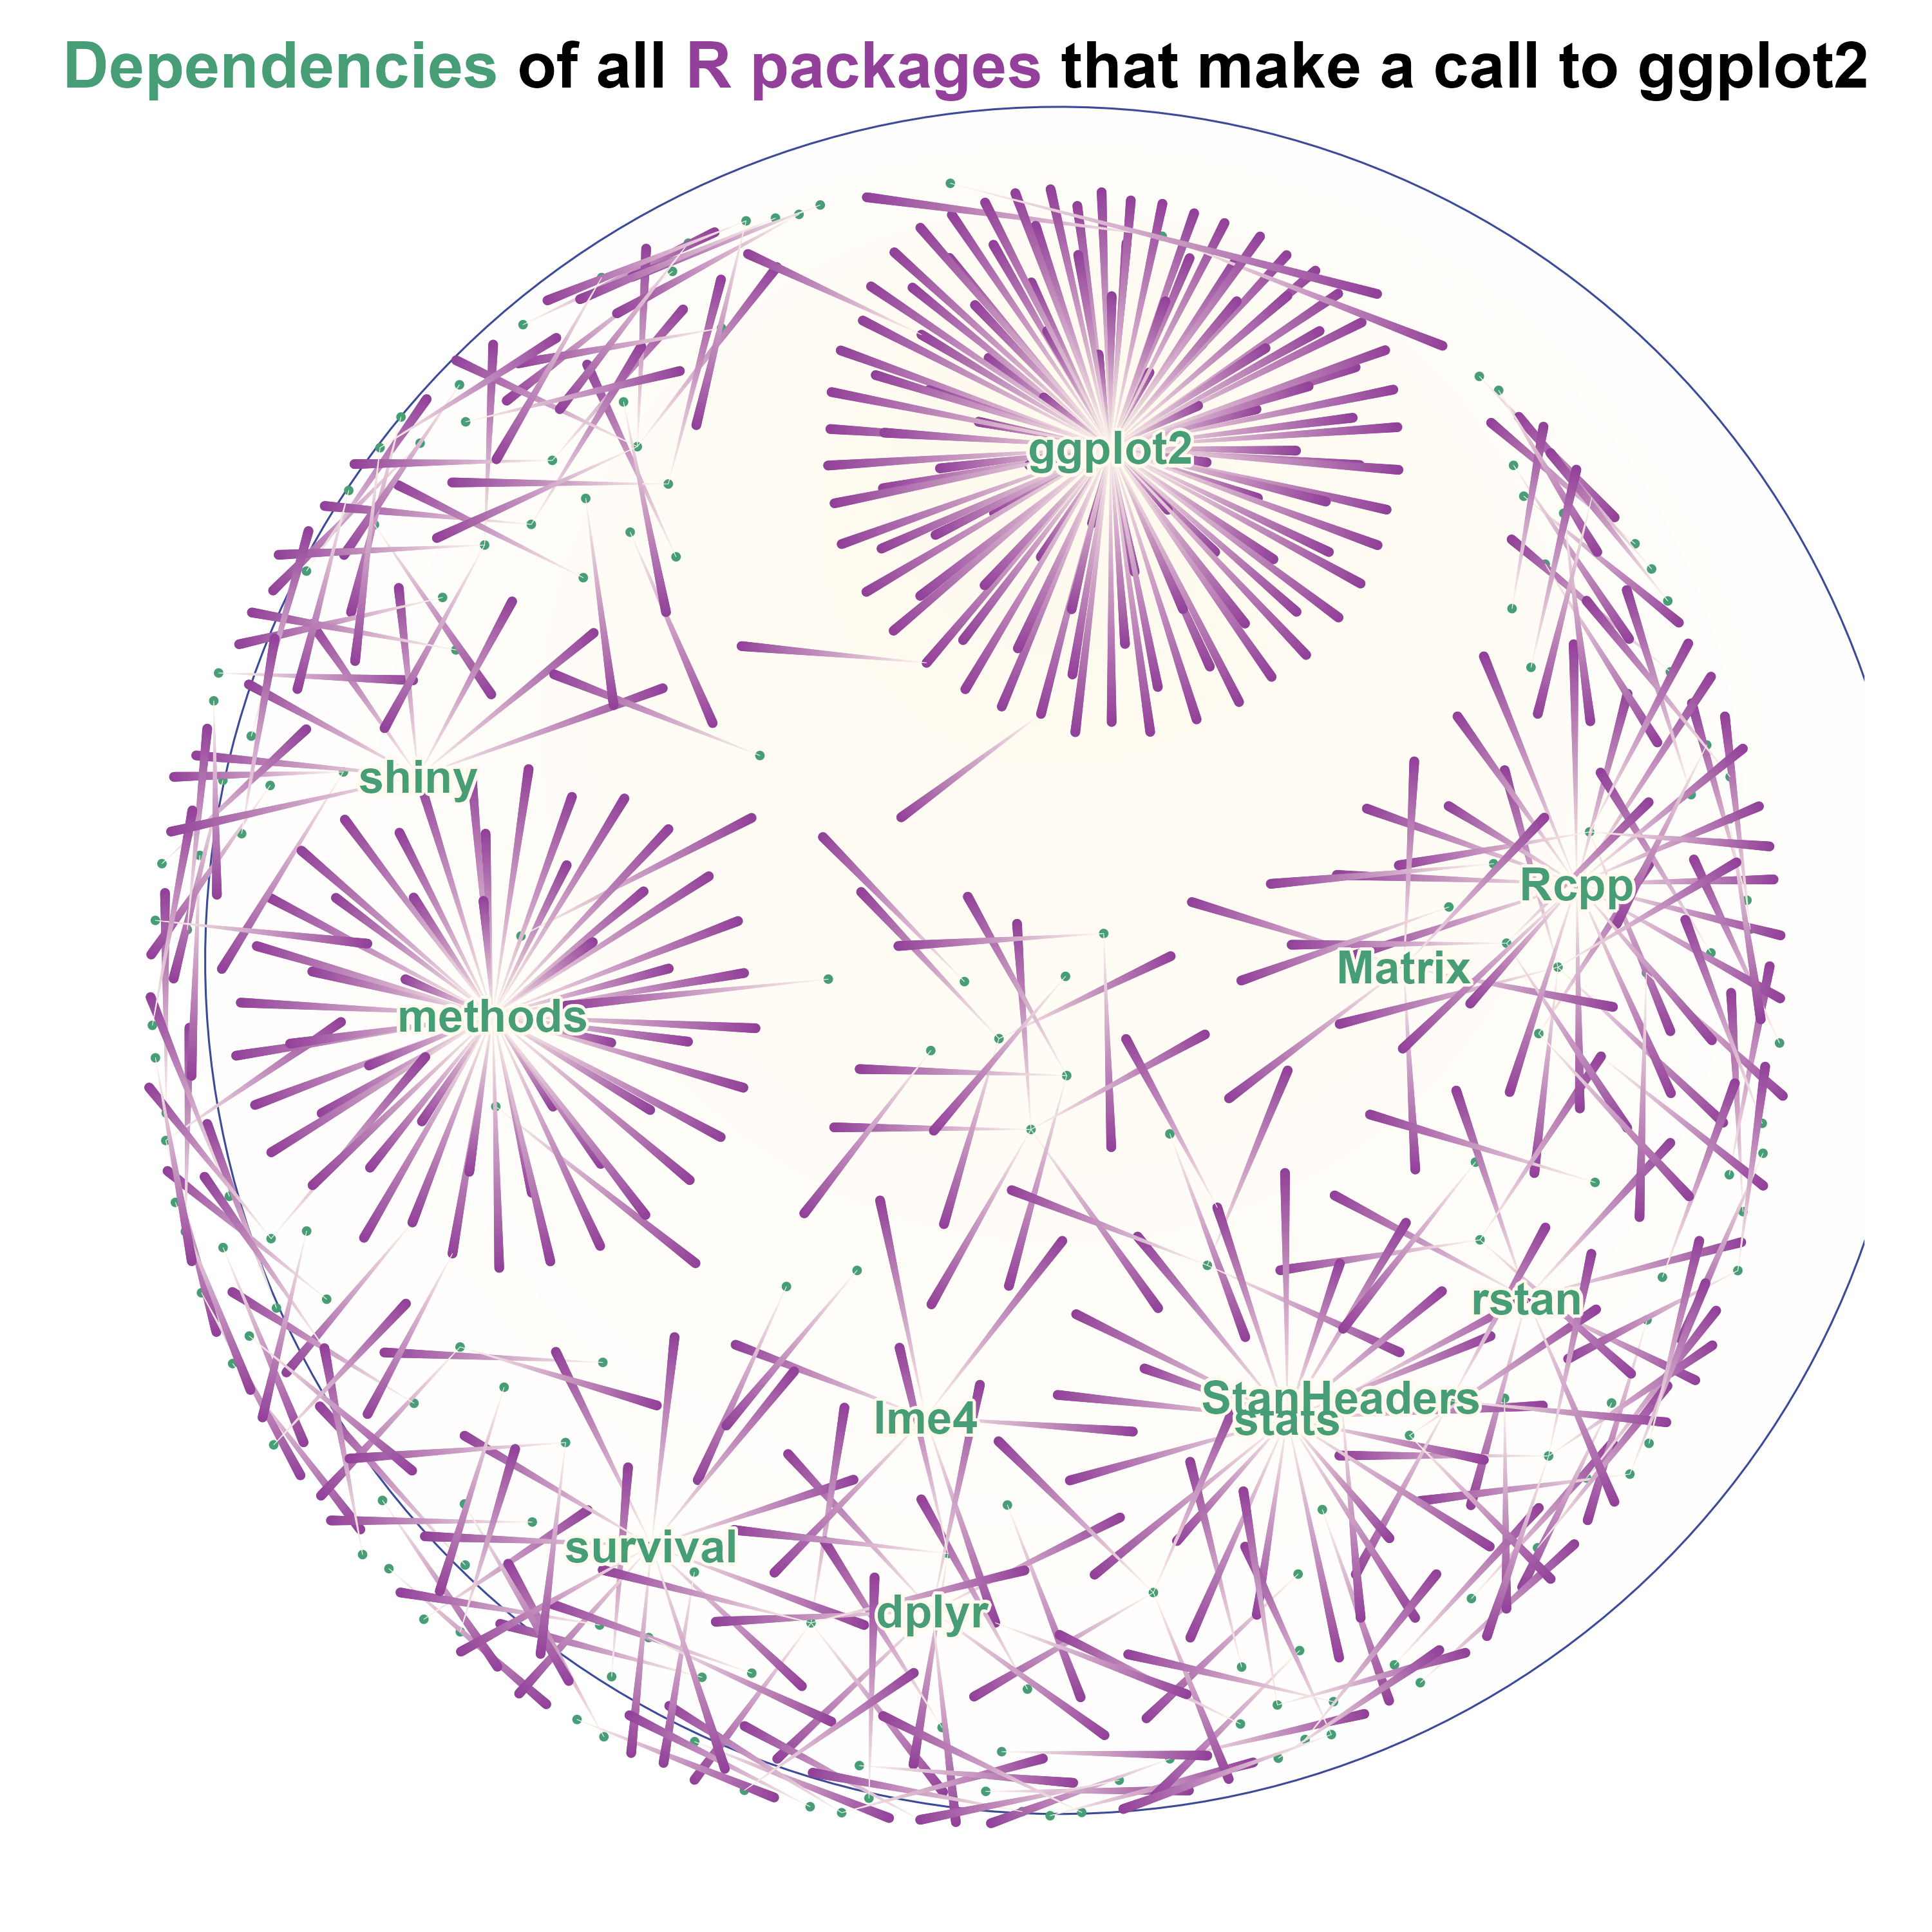 Dependencies of all R packages that make a call to ggplot2
ggplot2
shiny
Rcpp
Matrix
methods
rstan
StanHeaders
stats
lme4
survival
dplyr